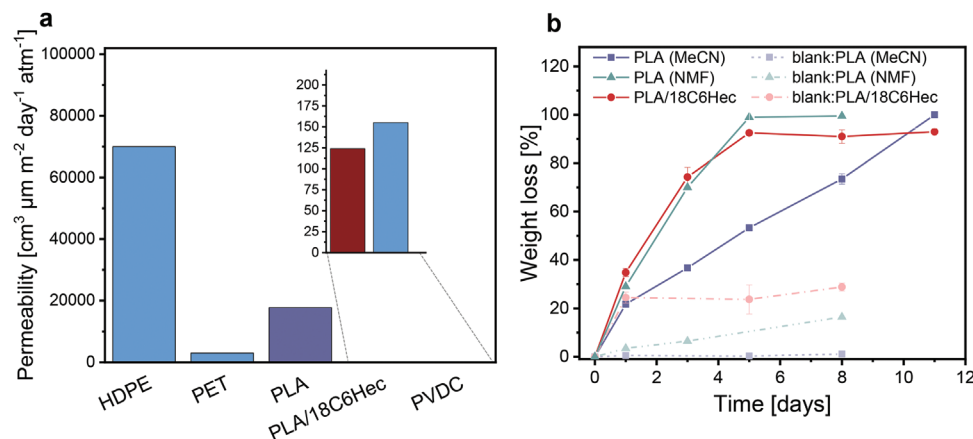 a
Permeability [cm³ µm m⁻² day⁻¹ atm⁻¹]
100000
80000
60000
40000
20000
0
200
175
150
125
100
75
50
25
0
HDPE
PET
PLA
PLA/18C6Hec
PVDC
b
Weight loss [%]
120
100
80
60
40
20
0
PLA (MeCN)
PLA (NMF)
PLA/18C6Hec
blank:PLA (MeCN)
blank:PLA (NMF)
blank:PLA/18C6Hec
0 2 4 6 8 10 12
Time [days]